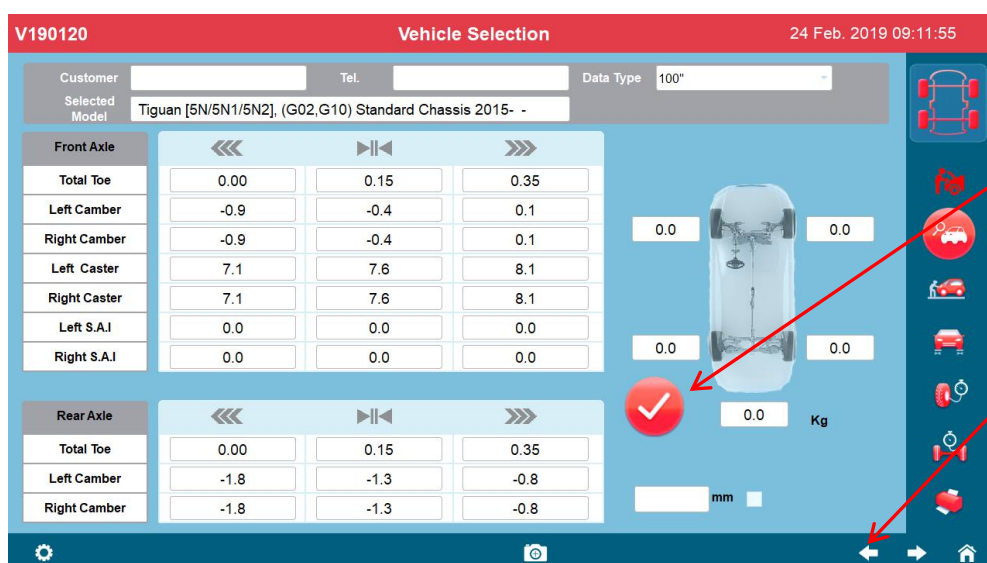 V190120 Vehicle Selection 24 Feb. 2019 09:11:55
Customer Tel. Data Type 100"
Selected Model Tiguan [5N/5N1/5N2], (G02,G10) Standard Chassis 2015- -
Front Axle
Total Toe 0.00 0.15 0.35
Left Camber -0.9 -0.4 0.1
0.0 0.0
Right Camber -0.9 -0.4 0.1
Left Caster 7.1 7.6 8.1
Right Caster 7.1 7.6 8.1
Left S.A.I 0.0 0.0 0.0
Right S.A.I 0.0 0.0 0.0
0.0 0.0
Rear Axle
0.0 Kg
Total Toe 0.00 0.15 0.35
Left Camber -1.8 -1.3 -0.8
mm
Right Camber -1.8 -1.3 -0.8